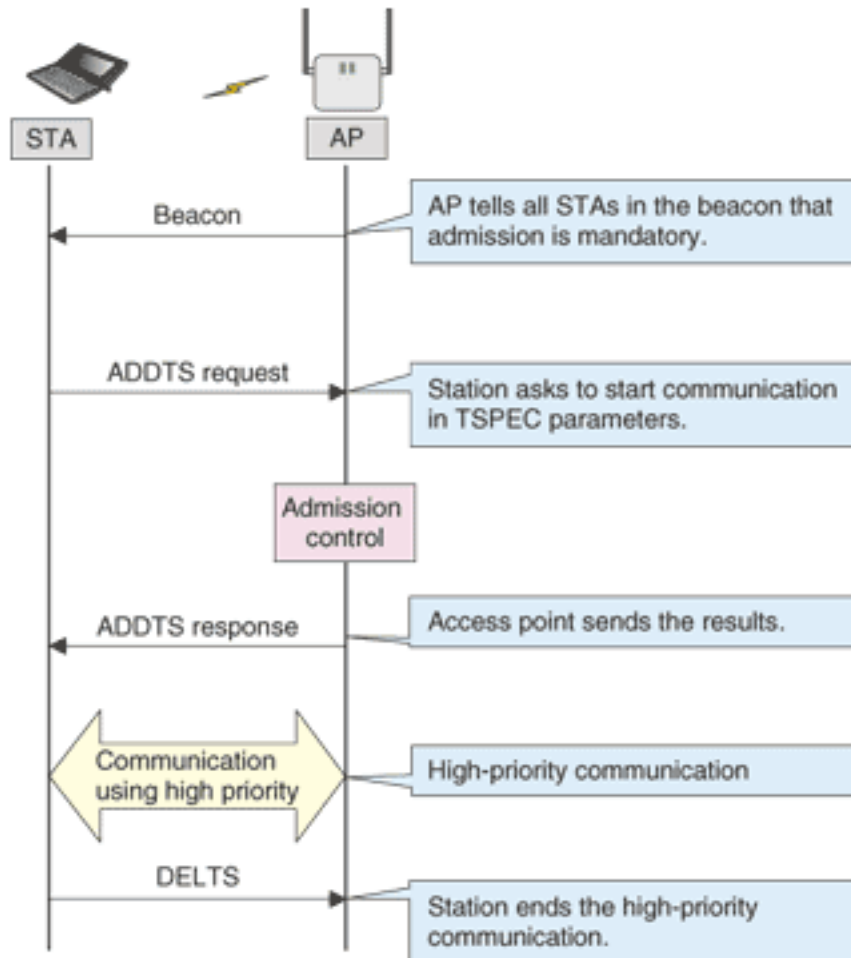 STA
AP
Beacon
AP tells all STAs in the beacon that
admission is mandatory.
ADDTS request
Station asks to start communication
in TSPEC parameters.
Admission
control
ADDTS response
Access point sends the results.
Communication
using high priority
High-priority communication
DELTS
Station ends the high-priority
communication.